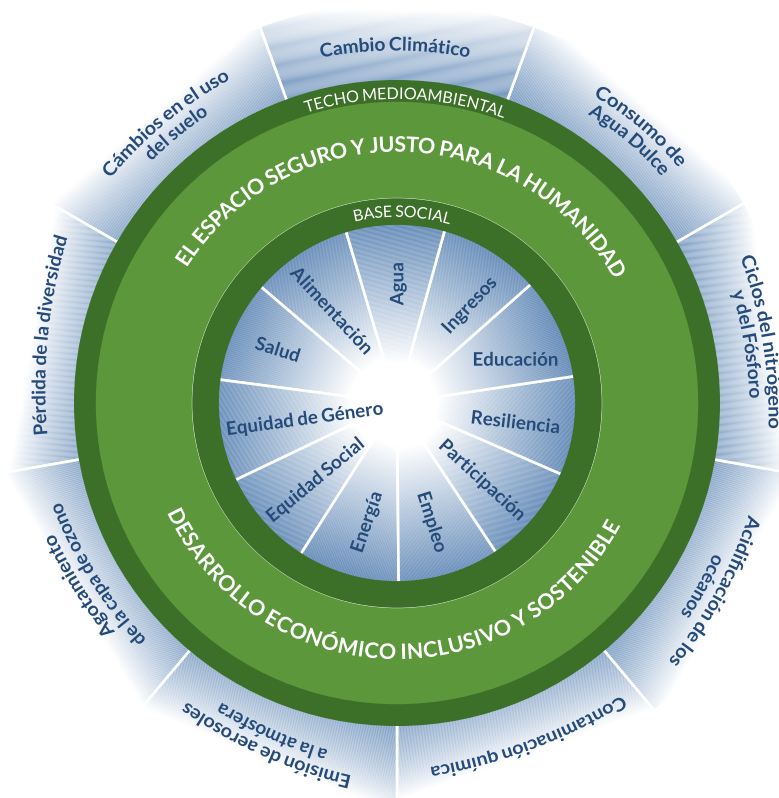 Cambio Climático
Consumo de
Agua Dulce
Ciclos del nitrógeno
y del Fósforo
Acidificación de los
océanos
Contaminación química
Emisión de aerosoles
a la atmósfera
Agotamiento
de la capa de ozono
Pérdida de la diversidad
Cámbios en el uso
del suelo
TECHO MEDIOAMBIENTAL
EL ESPACIO SEGURO Y JUSTO PARA LA HUMANIDAD
BASE SOCIAL
Agua
Ingresos
Educación
Resiliencia
Participación
Empleo
Energía
Equidad Social
Equidad de Género
Salud
Alimentación
DESARROLLO ECONÓMICO INCLUSIVO Y SOSTENIBLE